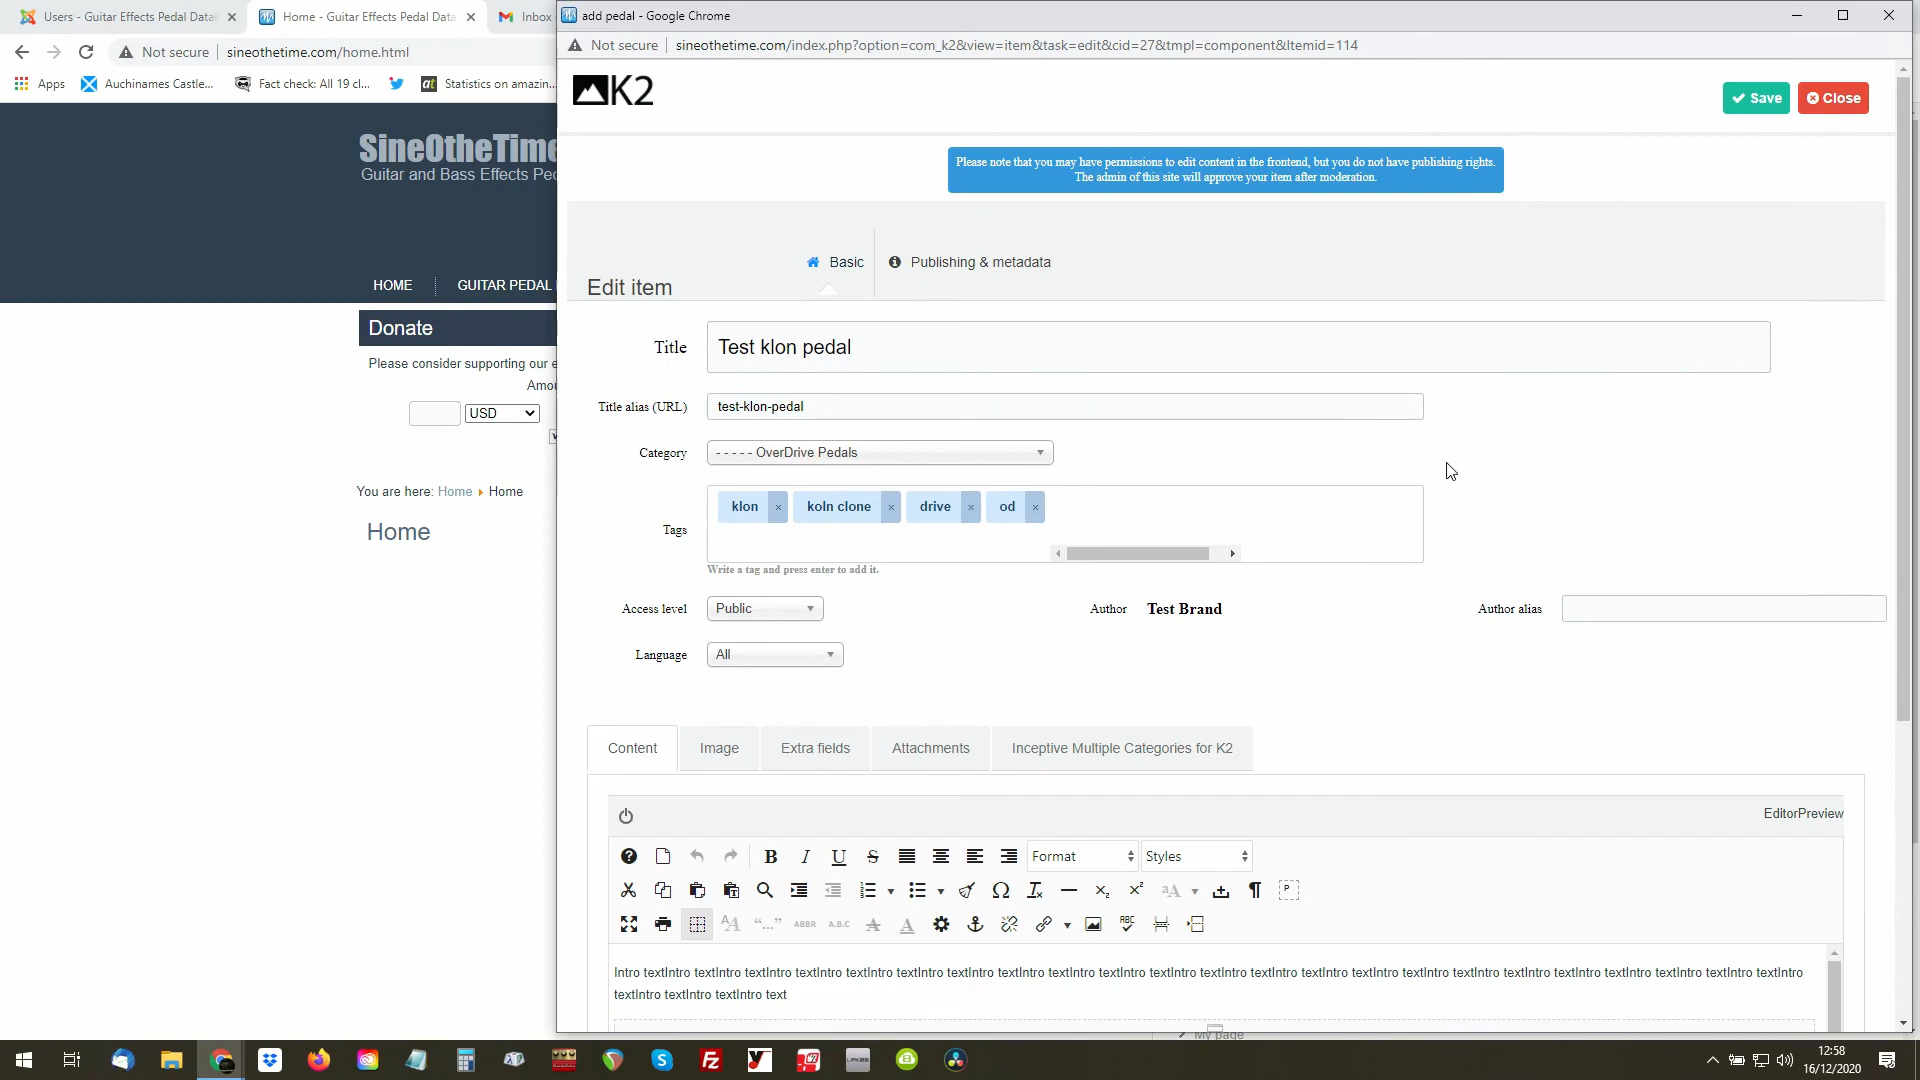 Users - Guitar Effects Pedal Data
Home - Guitar Effects Pedal Data
Inbox
add pedal - Google Chrome
Not secure
sineothetime.com/home.html
Not secure
sineothetime.com/index.php?option=com_k2&view=item&task=edit&cid=27&tmpl=component&Itemid=114
Apps
Auchinames Castle...
Fact check: All 19 cl...
Statistics on amazin...
K2
Save
Close
SineOtheTime
Guitar and Bass Effects Pe
Please note that you may have permissions to edit content in the frontend, but you do not have publishing rights.
The admin of this site will approve your item after moderation.
HOME
GUITAR PEDAL
Basic
Publishing & metadata
Edit item
Donate
Please consider supporting our e
Amou
USD
You are here: Home Home
Home
Title
Test klon pedal
Title alias (URL)
test-klon-pedal
Category
- - - - - OverDrive Pedals
Tags
klon ×
koln clone ×
drive ×
od ×
Write a tag and press enter to add it.
Access level
Public
Author
Test Brand
Author alias
Language
All
Content
Image
Extra fields
Attachments
Inceptive Multiple Categories for K2
EditorPreview
Format
Styles
ABBR
A.B.C
ABC
Intro textIntro textIntro textIntro textIntro textIntro textIntro textIntro textIntro textIntro textIntro textIntro textIntro textIntro textIntro textIntro textIntro textIntro textIntro textIntro textIntro textIntro textIntro
textIntro textIntro textIntro text
My page
12:58
16/12/2020